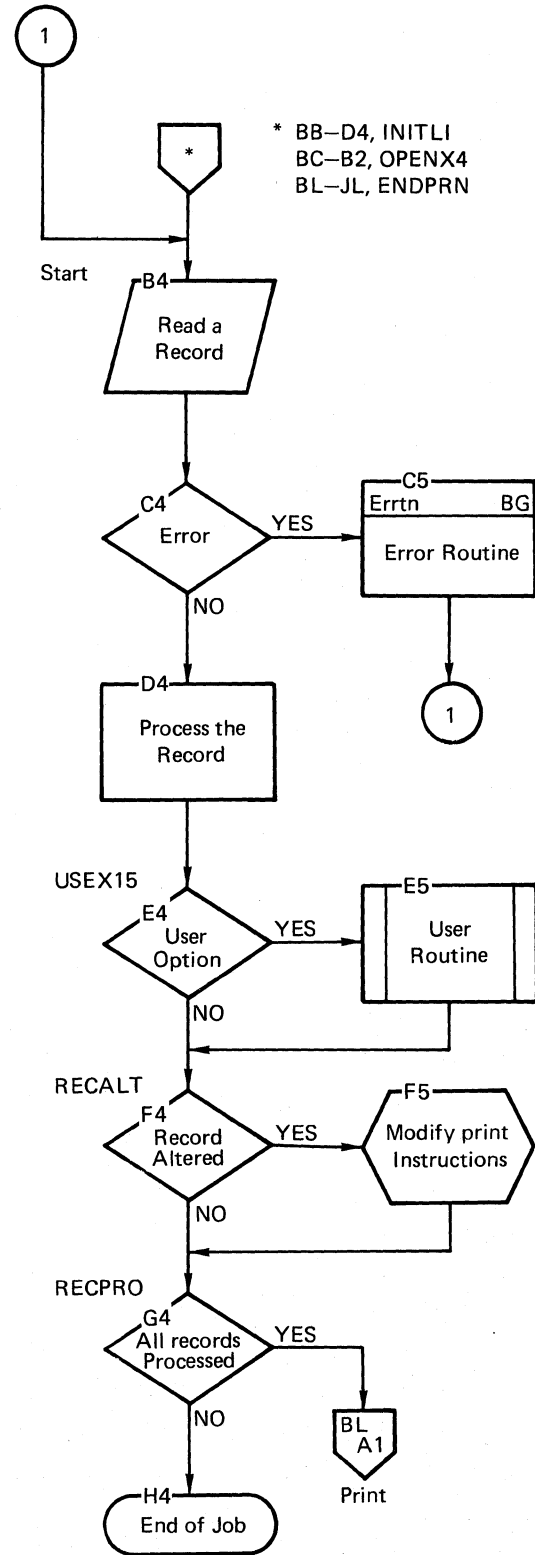 1
*
* BB–D4, INITLI
BC–B2, OPENX4
BL–JL, ENDPRN
Start
B4
Read a
Record
C4
Error
YES
NO
C5
Errtn BG
Error Routine
1
D4
Process the
Record
USEX15
E4
User
Option
YES
NO
E5
User
Routine
RECALT
F4
Record
Altered
YES
NO
F5
Modify print
Instructions
RECPRO
G4
All records
Processed
YES
NO
BL
A1
Print
H4
End of Job